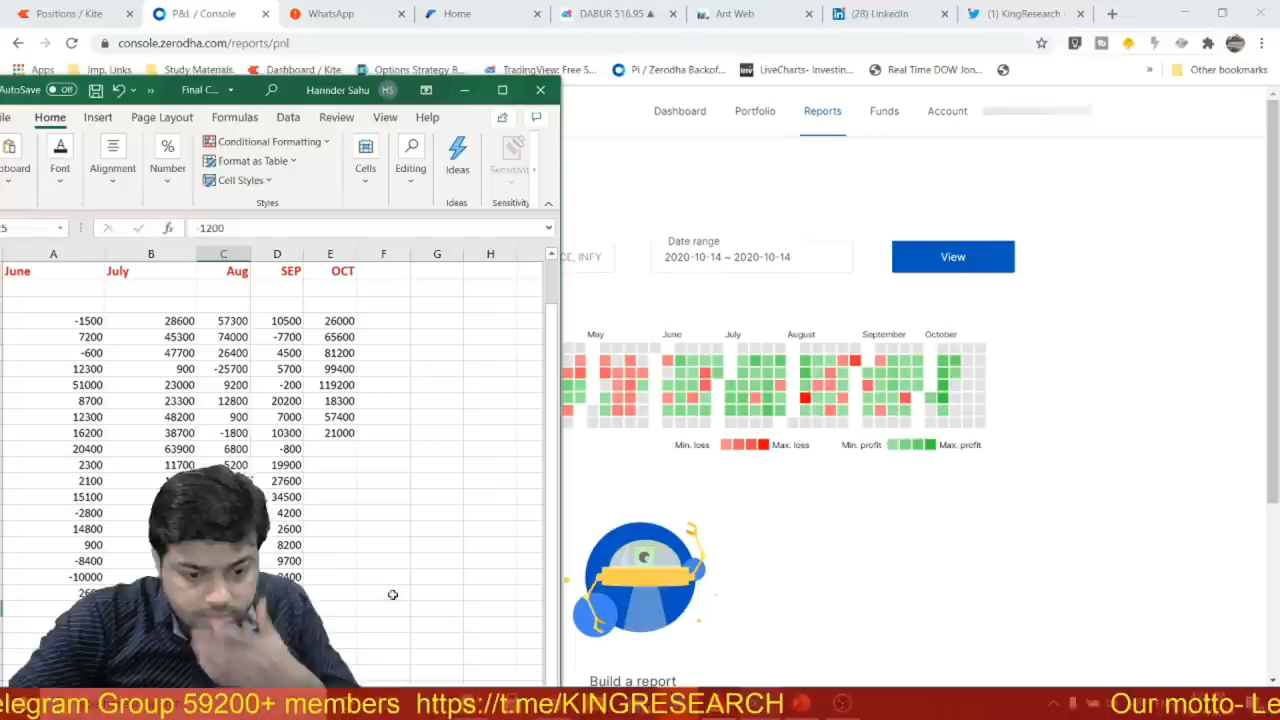 Positions / Kite
P&L / Console
WhatsApp
Home
DABUR 516.95 ▲
Ant Web
(28) LinkedIn
(1) KingResearch
console.zerodha.com/reports/pnl
Apps
Imp. Links
Study Materials
Dashboard / Kite
Options Strategy B...
TradingView: Free S...
Pi / Zerodha Backof...
LiveCharts- Investin...
Real Time DOW Jon...
Other bookmarks
AutoSave
Off
Final C...
Harinder Sahu
HS
Home
Insert
Page Layout
Formulas
Data
Review
View
Help
Font
Alignment
Number
Conditional Formatting
Format as Table
Cell Styles
Styles
Cells
Editing
Ideas
Ideas
Sensitivity
-1200
A B C D E F G H
June July Aug SEP OCT
-1500 28600 57300 10500 26000
7200 45300 74000 -7700 65600
-600 47700 26400 4500 81200
12300 900 -25700 5700 99400
51000 23000 9200 -200 119200
8700 23300 12800 20200 18300
12300 48200 900 7000 57400
16200 38700 -1800 10300 21000
20400 63900 6800 -800
2300 11700 5200 19900
2100 27600
15100 34500
-2800 4200
14800 2600
900 8200
-8400 9700
-10000
Dashboard
Portfolio
Reports
Funds
Account
CE, INFY
Date range
2020-10-14 ~ 2020-10-14
View
May June July August September October
Min. loss Max. loss Min. profit Max. profit
Build a report
elegram Group 59200+ members https://t.me/KINGRESEARCH Our motto- Le